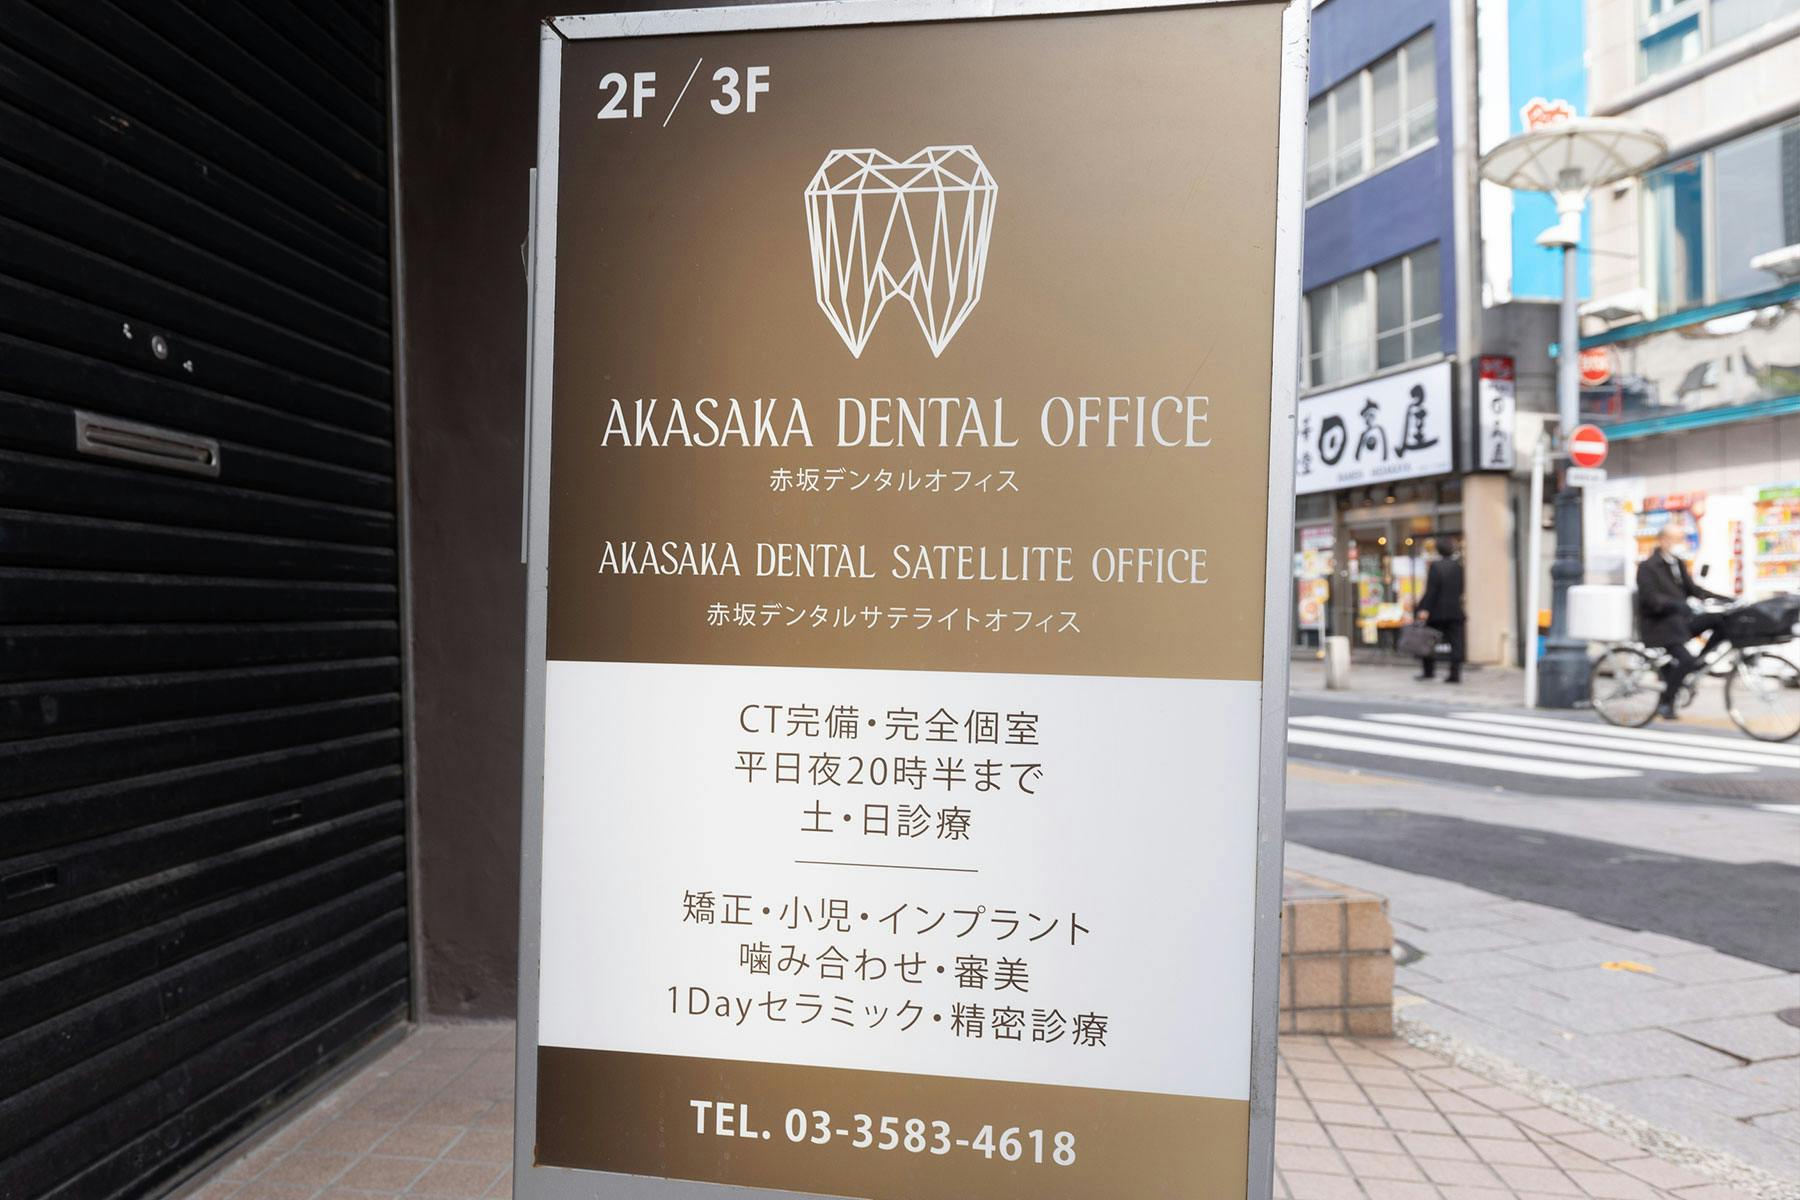 2F／3F
AKASAKA DENTAL OFFICE
赤坂デンタルオフィス
AKASAKA DENTAL SATELLITE OFFICE
赤坂デンタルサテライトオフィス
CT完備・完全個室
平日夜20時半まで
土・日診療
矯正・小児・インプラント
噛み合わせ・審美
1Dayセラミック・精密診療
TEL. 03-3583-4618
日高屋